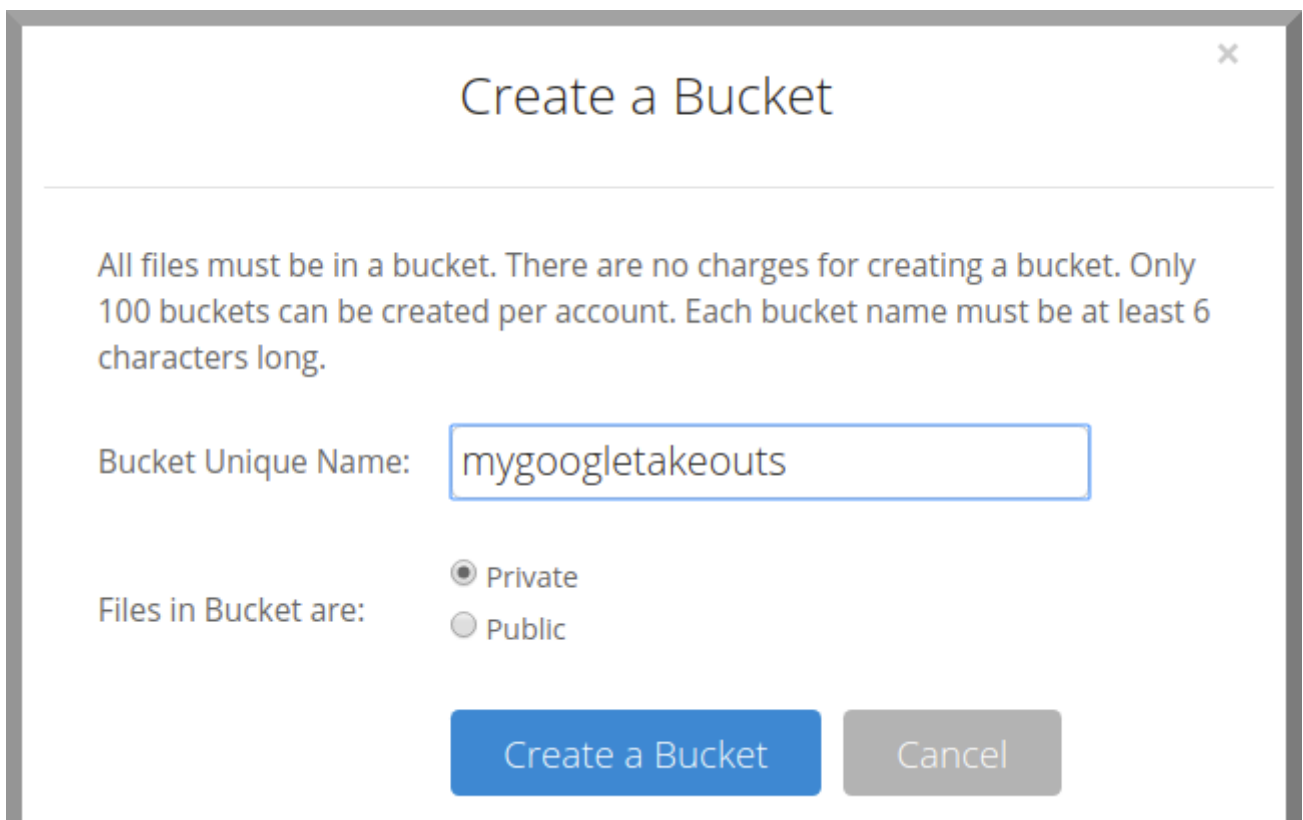 ×
Create a Bucket
All files must be in a bucket. There are no charges for creating a bucket. Only
100 buckets can be created per account. Each bucket name must be at least 6
characters long.
Bucket Unique Name: mygoogletakeouts
Files in Bucket are:
Private
Public
Create a Bucket Cancel